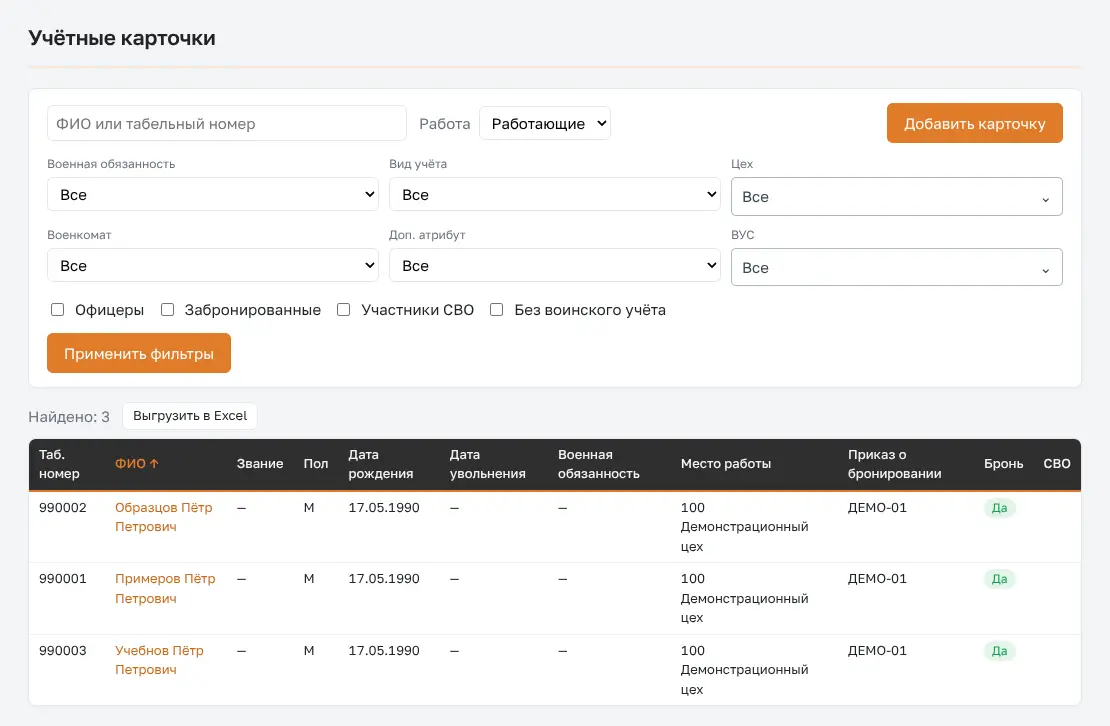 Учётные карточки
ФИО или табельный номер
Работа
Работающие
Добавить карточку
Военная обязанность
Вид учёта
Цех
Все
Все
Все
Военкомат
Доп. атрибут
ВУС
Все
Все
Все
Офицеры
Забронированные
Участники СВО
Без воинского учёта
Применить фильтры
Найдено: 3
Выгрузить в Excel
Таб. номер
ФИО ↑
Звание
Пол
Дата рождения
Дата увольнения
Военная обязанность
Место работы
Приказ о бронировании
Бронь
СВО
990002
Образцов Пётр Петрович
—
М
17.05.1990
—
—
100 Демонстрационный цех
ДЕМО-01
Да
990001
Примеров Пётр Петрович
—
М
17.05.1990
—
—
100 Демонстрационный цех
ДЕМО-01
Да
990003
Учебнов Пётр Петрович
—
М
17.05.1990
—
—
100 Демонстрационный цех
ДЕМО-01
Да